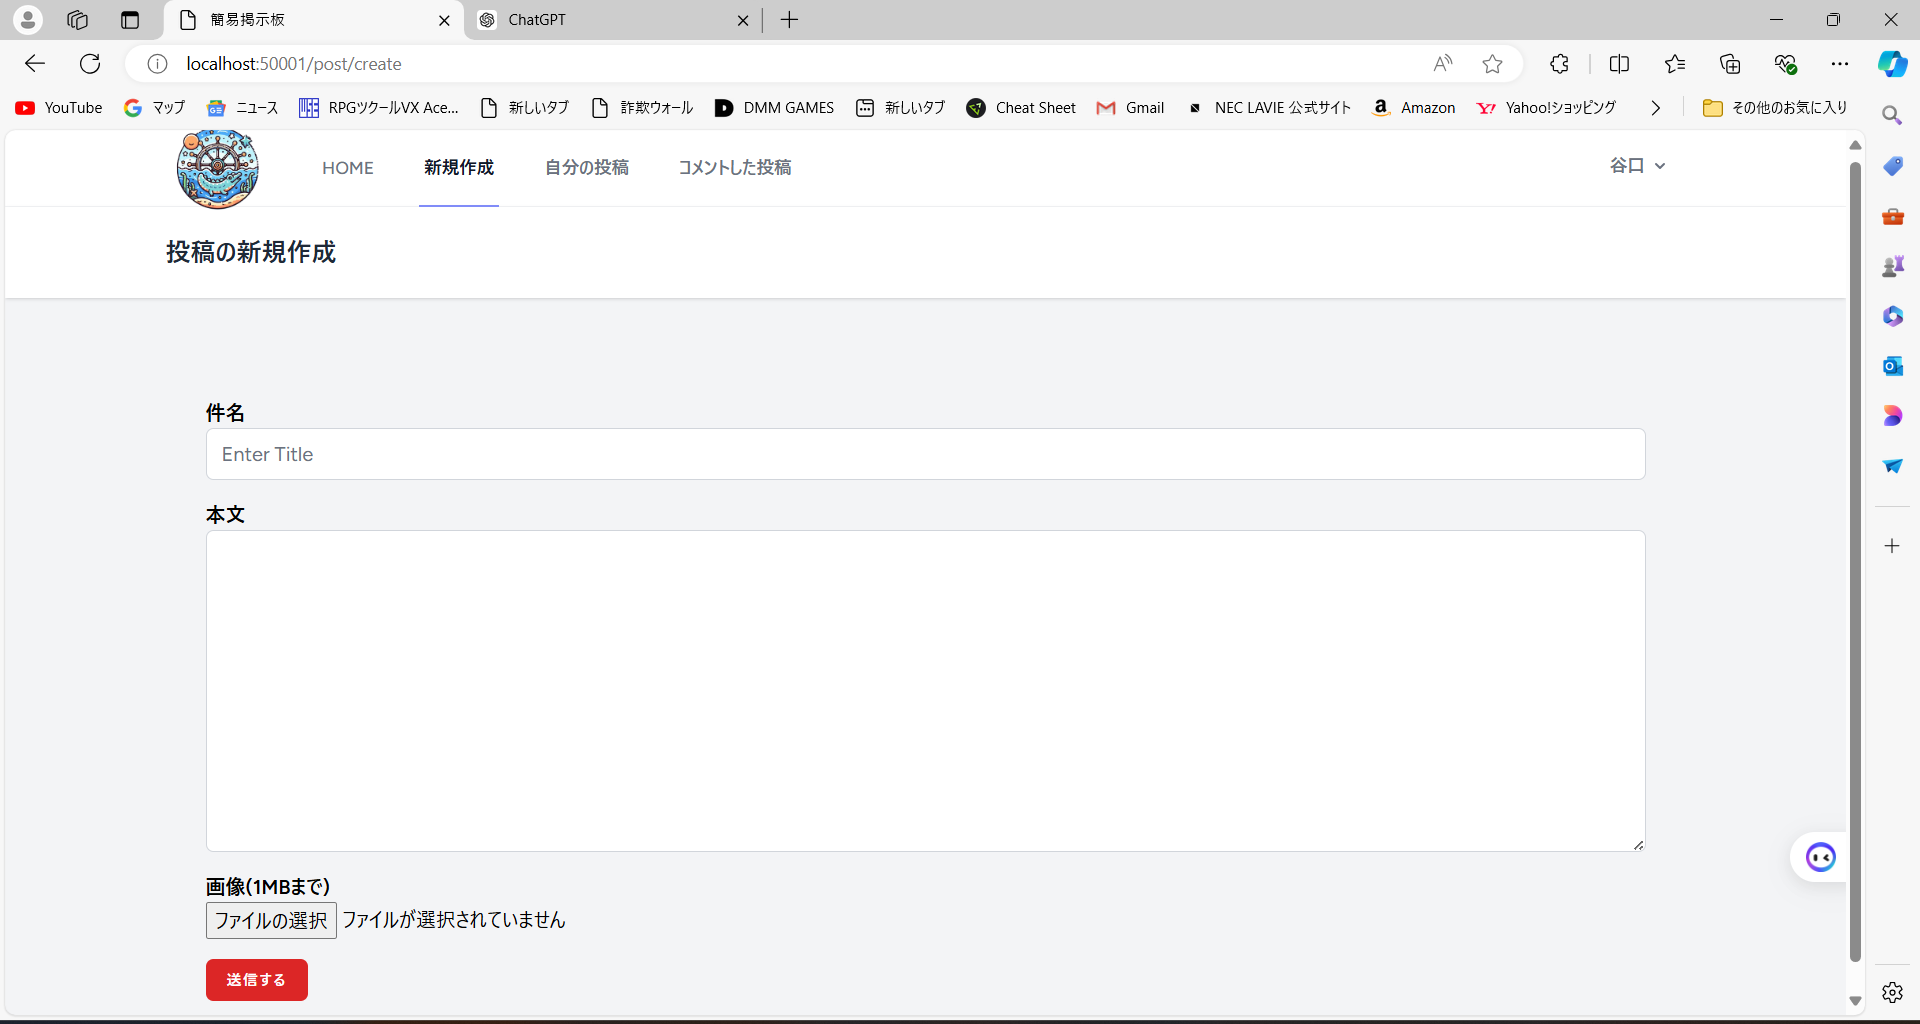 簡易掲示板
ChatGPT
localhost:50001/post/create
YouTube
マップ
ニュース
RPGツクールVX Ace...
新しいタブ
詐欺ウォール
DMM GAMES
新しいタブ
Cheat Sheet
Gmail
NEC LAVIE 公式サイト
Amazon
Yahoo!ショッピング
その他のお気に入り
HOME
新規作成
自分の投稿
コメントした投稿
谷口
投稿の新規作成
件名
Enter Title
本文
画像(1MBまで)
ファイルの選択 ファイルが選択されていません
送信する